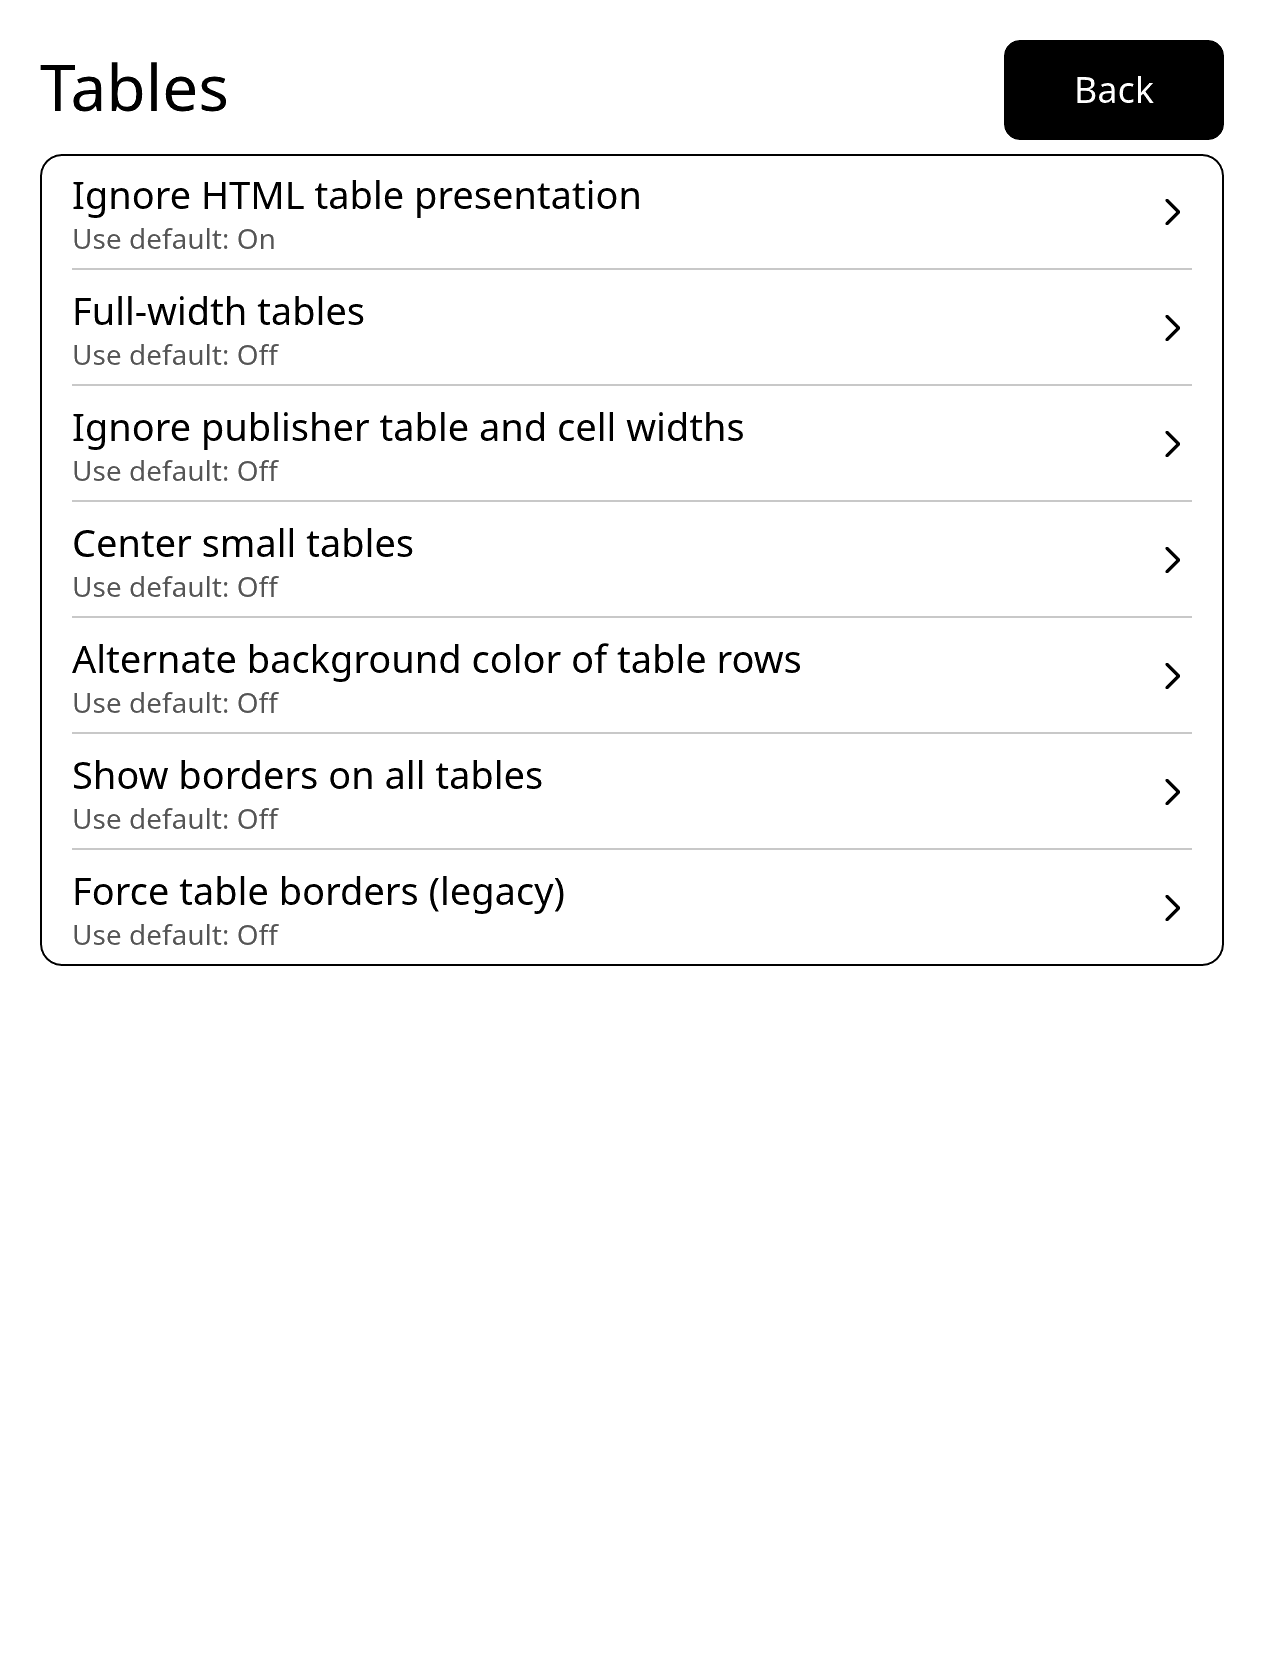 Tables
Back
Ignore HTML table presentation
Use default: On
Full-width tables
Use default: Off
Ignore publisher table and cell widths
Use default: Off
Center small tables
Use default: Off
Alternate background color of table rows
Use default: Off
Show borders on all tables
Use default: Off
Force table borders (legacy)
Use default: Off